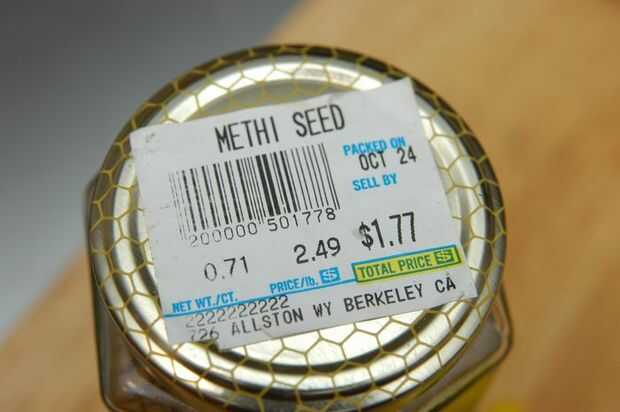 METHI SEED
PACKED ON
OCT 24
SELL BY
200000 501778
0.71 2.49 $1.77
NET WT./CT. PRICE/lb. $ TOTAL PRICE $
2222222222
726 ALLSTON WY BERKELEY CA